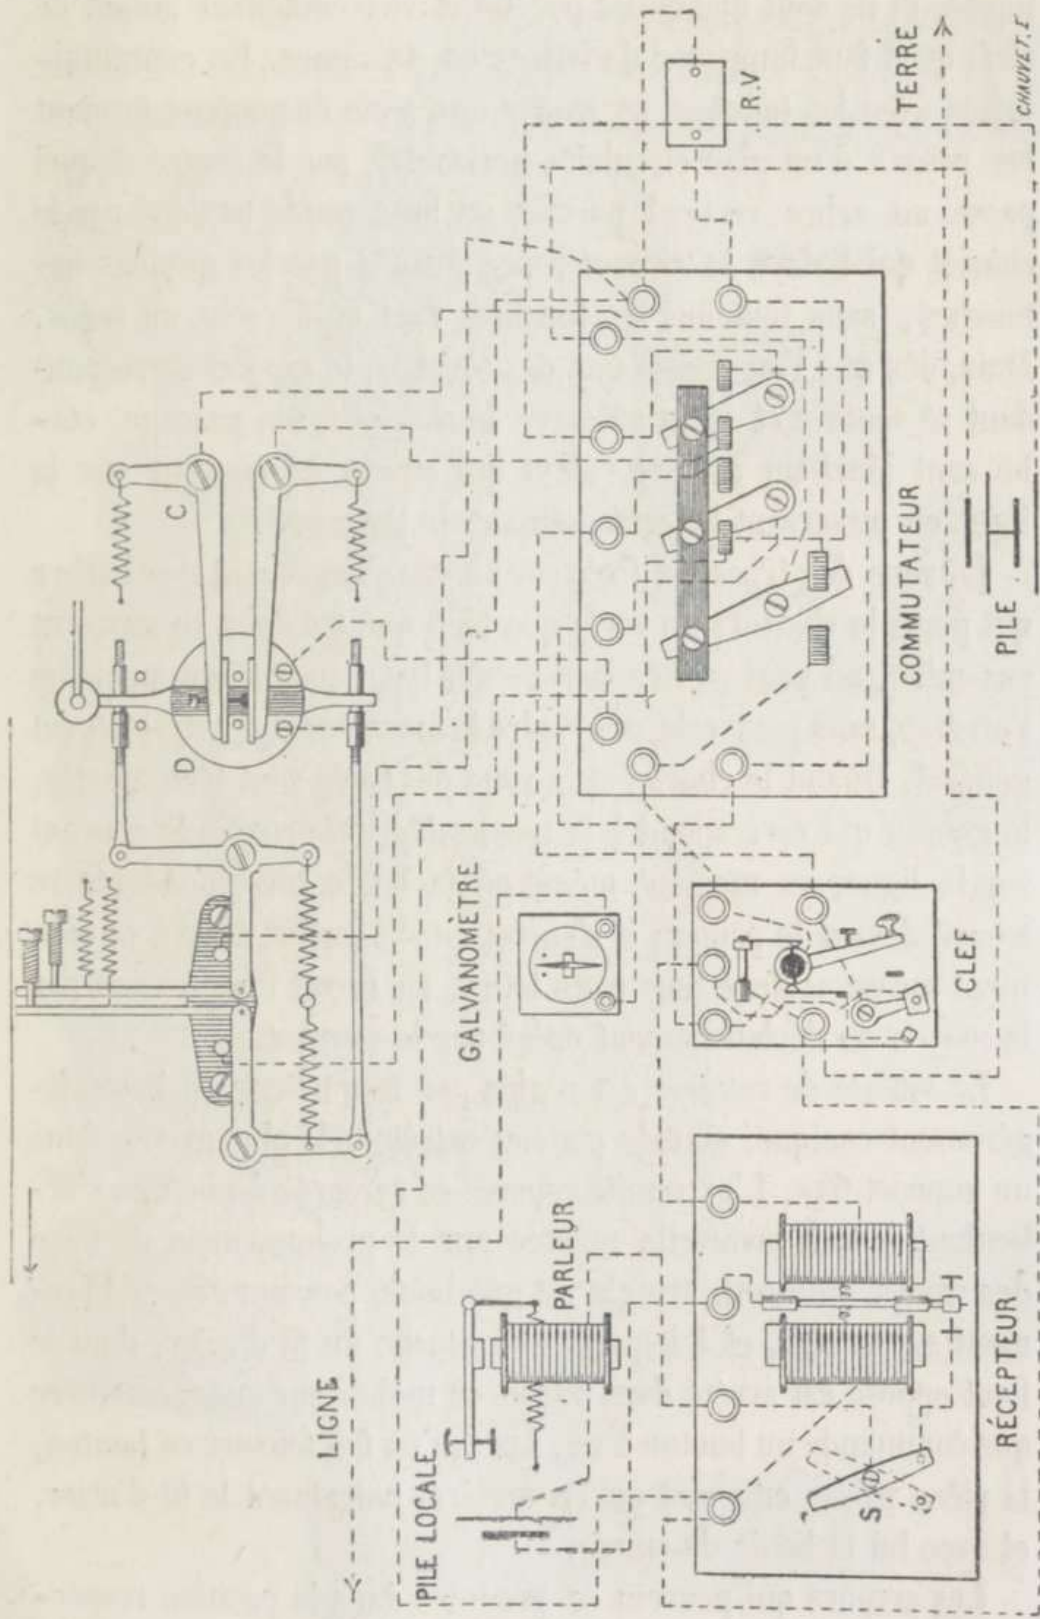 C
D
LIGNE
PILE LOCALE
PARLEUR
GALVANOMÈTRE
R.V
TERRE
COMMUTATEUR
PILE
CLEF
RÉCEPTEUR
S
CHAUVET, E